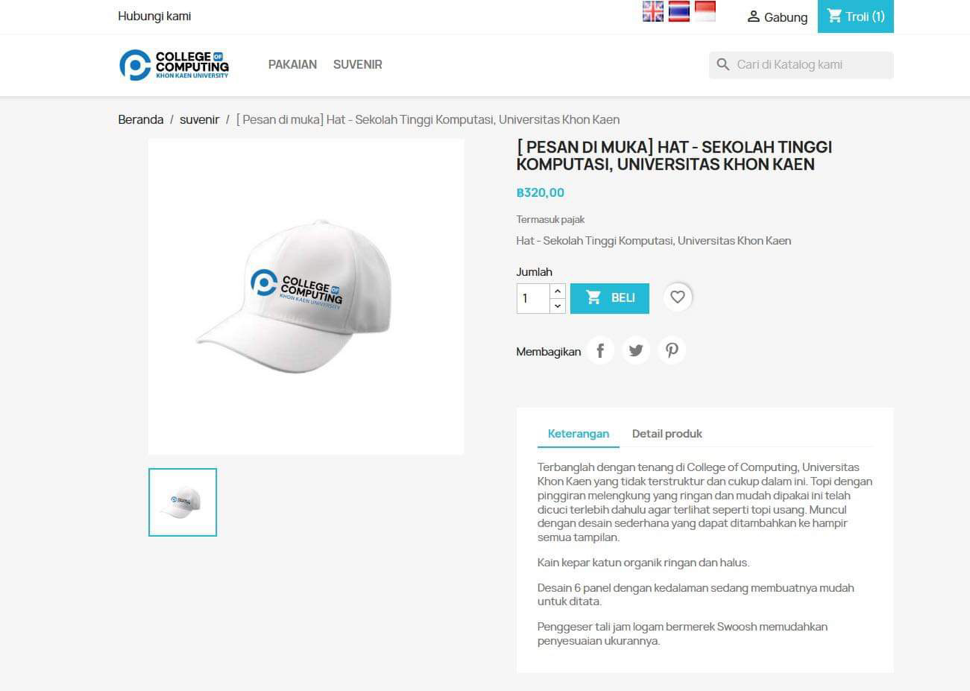 Hubungi kami
Gabung
Troli (1)
COLLEGE OF
COMPUTING
KHON KAEN UNIVERSITY
PAKAIAN
SUVENIR
Cari di Katalog kami
Beranda / suvenir / [ Pesan di muka] Hat - Sekolah Tinggi Komputasi, Universitas Khon Kaen
COLLEGE OF
COMPUTING
KHON KAEN UNIVERSITY
[ PESAN DI MUKA] HAT - SEKOLAH TINGGI
KOMPUTASI, UNIVERSITAS KHON KAEN
฿320,00
Termasuk pajak
Hat - Sekolah Tinggi Komputasi, Universitas Khon Kaen
Jumlah
1
BELI
Membagikan
Keterangan
Detail produk
Terbanglah dengan tenang di College of Computing, Universitas
Khon Kaen yang tidak terstruktur dan cukup dalam ini. Topi dengan
pinggiran melengkung yang ringan dan mudah dipakai ini telah
dicuci terlebih dahulu agar terlihat seperti topi usang. Muncul
dengan desain sederhana yang dapat ditambahkan ke hampir
semua tampilan.
Kain kepar katun organik ringan dan halus.
Desain 6 panel dengan kedalaman sedang membuatnya mudah
untuk ditata.
Penggeser tali jam logam bermerek Swoosh memudahkan
penyesuaian ukurannya.